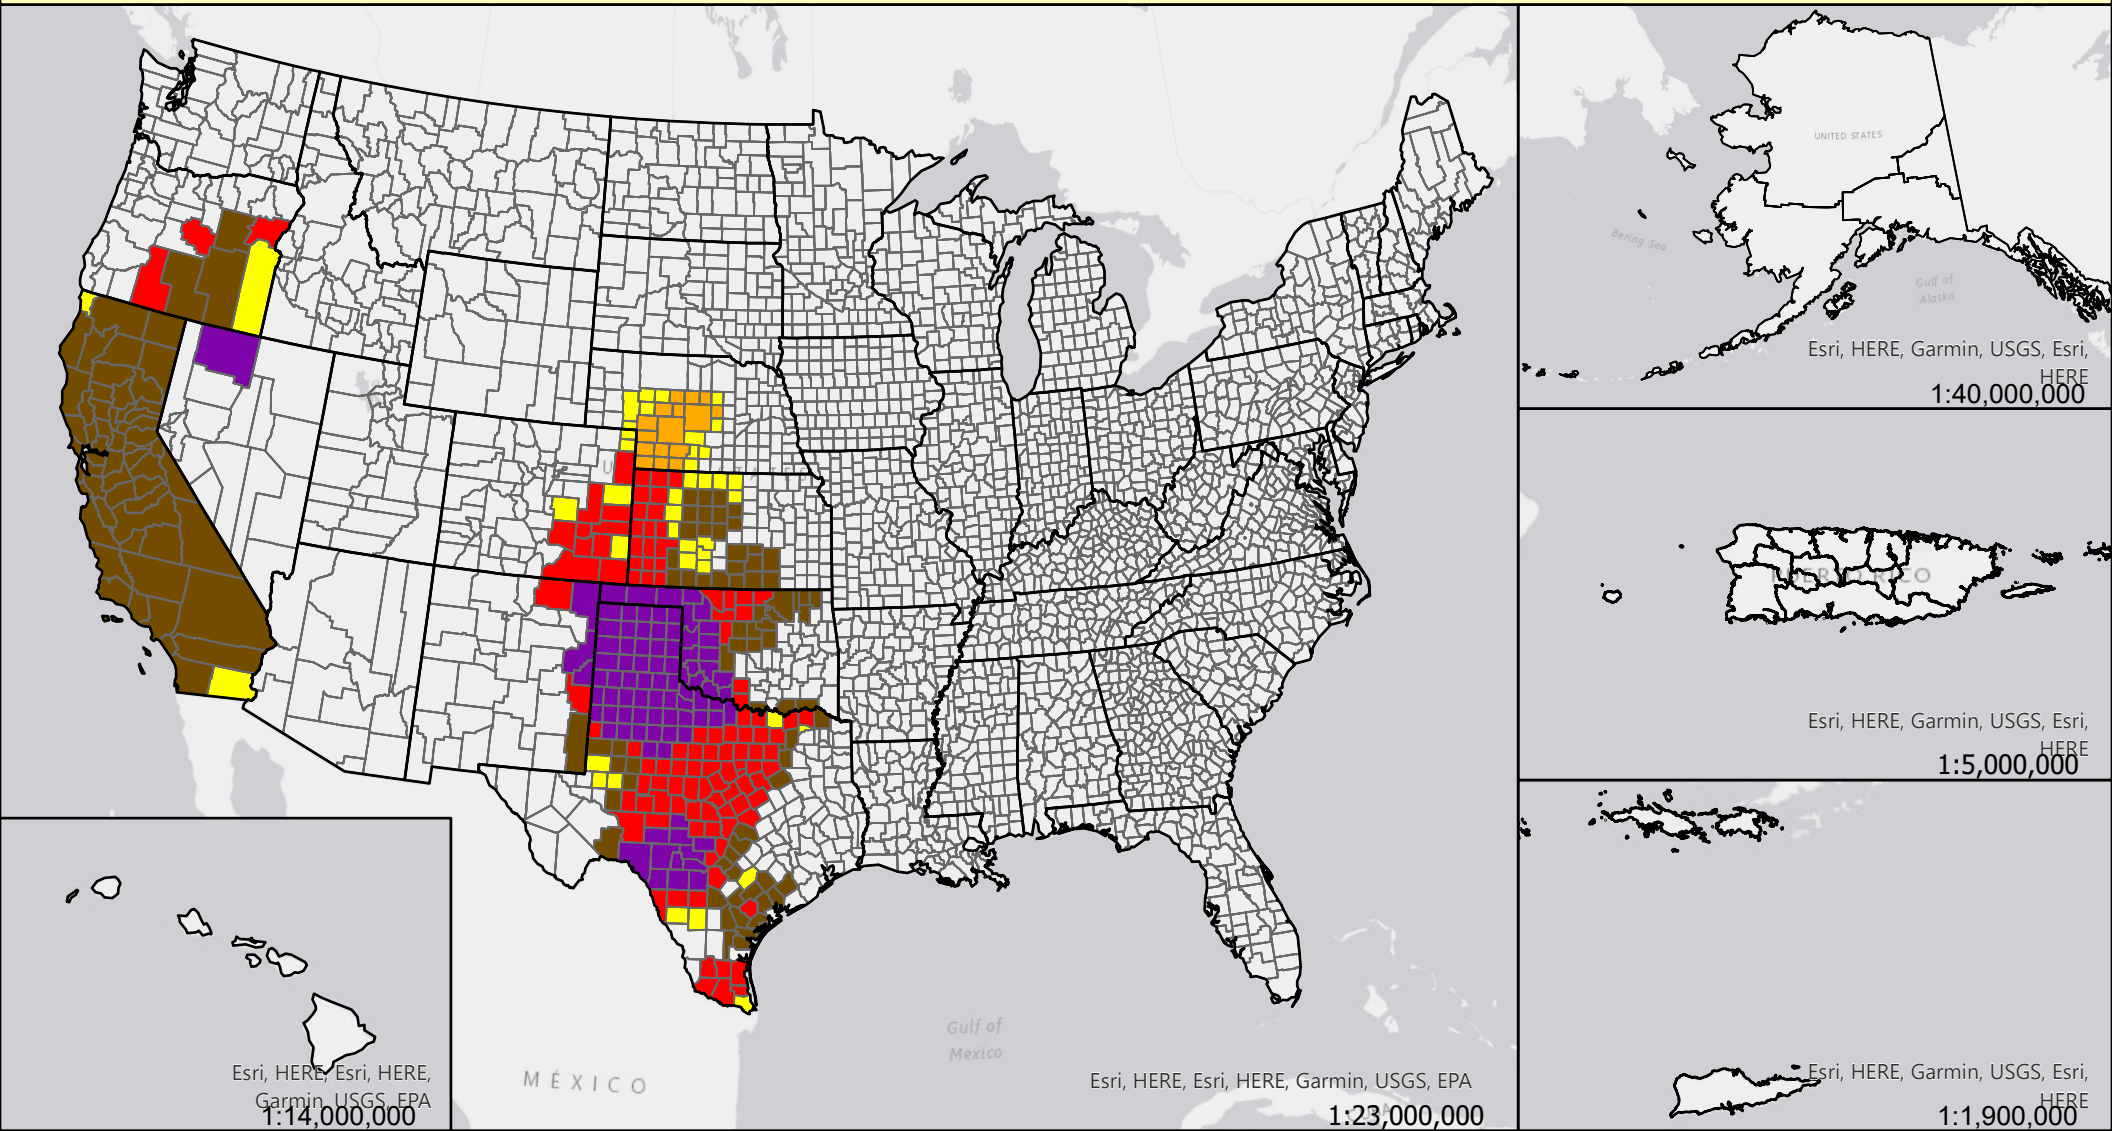 UNITED STATES
Bering Sea
Gulf of
Alaska
Esri, HERE, Garmin, USGS, Esri,
HERE
1:40,000,000
PUERTO RICO
Esri, HERE, Garmin, USGS, Esri,
HERE
1:5,000,000
Gulf of
Mexico
MÉXICO
Esri, HERE, Esri, HERE,
Garmin, USGS, EPA
1:14,000,000
Esri, HERE, Esri, HERE, Garmin, USGS, EPA
1:23,000,000
Esri, HERE, Garmin, USGS, Esri,
HERE
1:1,900,000